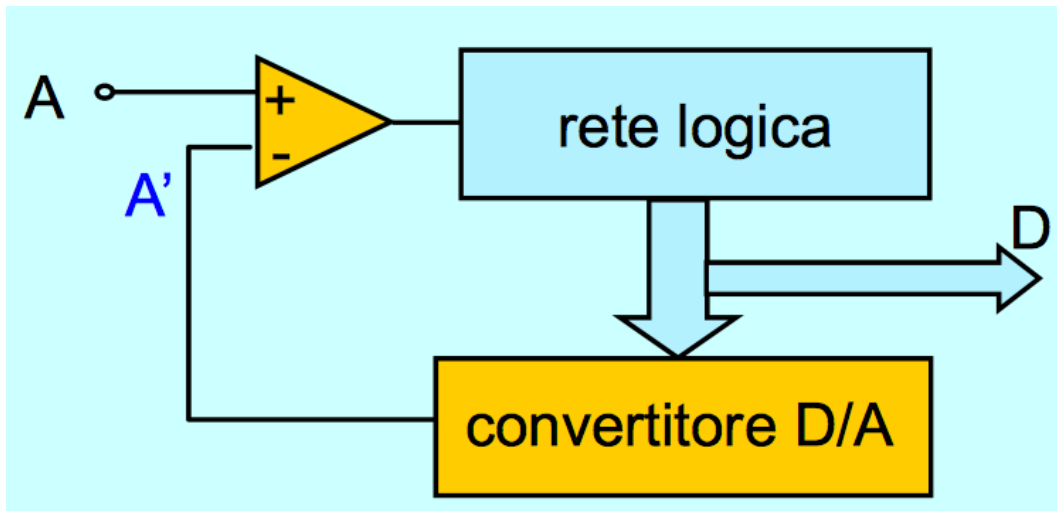 A
+
-
A’
rete logica
D
convertitore D/A